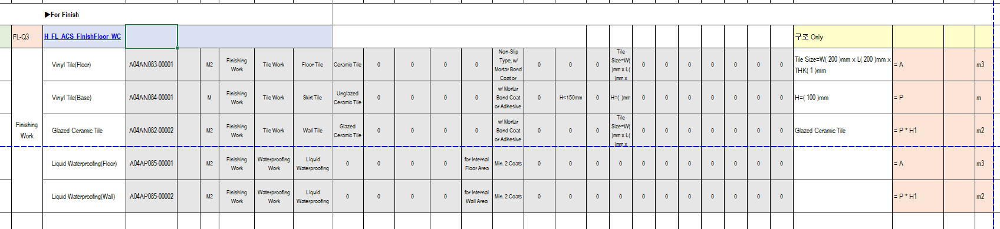 ▶For Finish
FL-Q3 H_FL_ACS_FinishFloor_WC 구조 Only
Finishing Work
Vinyl Tile(Floor) A04AN083-00001 M2 Finishing Work Tile Work Floor Tile Ceramic Tile 0 0 0 0 Non-Slip Type, w/ Mortar Bond Coat or 0 0 0 Tile Size=W( )mm x L( )mm x 0 0 0 0 0 0 0 Tile Size=W( 200 )mm x L( 200 )mm x THK( 1 )mm = A m3
Vinyl Tile(Base) A04AN084-00001 M Finishing Work Tile Work Skirt Tile Unglazed Ceramic Tile 0 0 0 0 w/ Mortar Bond Coat or Adhesive 0 H<150mm 0 H=( )mm 0 0 0 0 0 0 0 H=( 100 )mm = P m
Glazed Ceramic Tile A04AN082-00002 M2 Finishing Work Tile Work Wall Tile Glazed Ceramic Tile 0 0 0 0 w/ Mortar Bond Coat or Adhesive 0 0 0 Tile Size=W( )mm x L( )mm x 0 0 0 0 0 0 0 Glazed Ceramic Tile = P * H1 m2
Liquid Waterproofing(Floor) A04AP085-00001 M2 Finishing Work Waterproofing Work Liquid Waterproofing 0 0 0 0 for Internal Floor Area Min. 2 Coats 0 0 0 0 0 0 0 0 0 0 0 = A m3
Liquid Waterproofing(Wall) A04AP085-00002 M2 Finishing Work Waterproofing Work Liquid Waterproofing 0 0 0 0 for Internal Wall Area Min. 2 Coats 0 0 0 0 0 0 0 0 0 0 0 = P * H1 m2